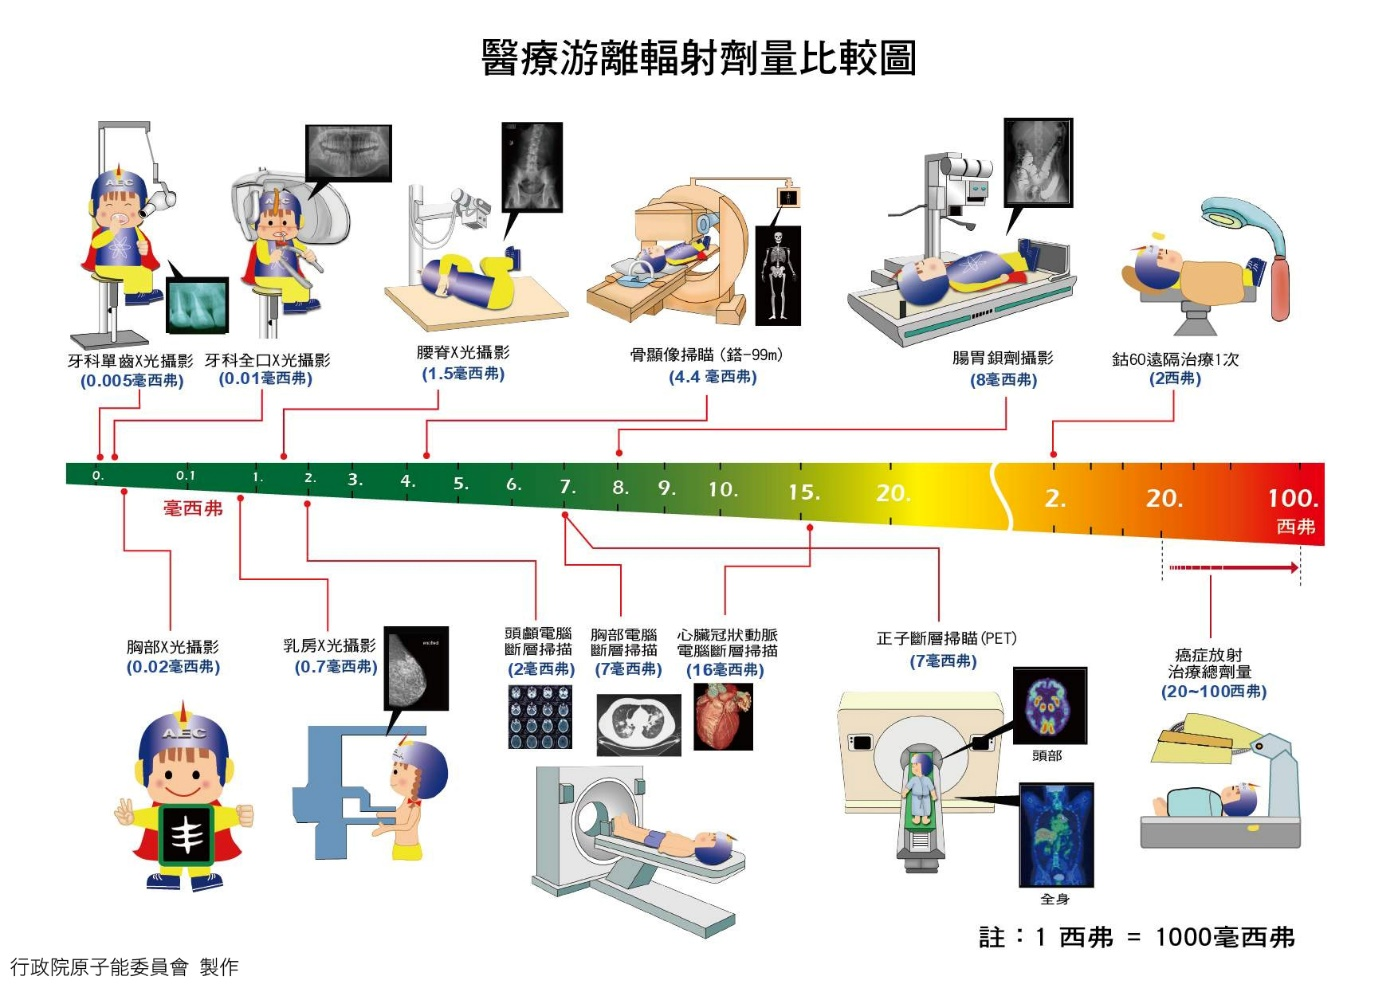 醫療游離輻射劑量比較圖
AEC
AEC
牙科單齒X光攝影
(0.005毫西弗)
牙科全口X光攝影
(0.01毫西弗)
腰脊X光攝影
(1.5毫西弗)
骨顯像掃瞄(鎝-99m)
(4.4 毫西弗)
腸胃鋇劑攝影
(8毫西弗)
鈷60遠隔治療1次
(2西弗)
0. 0.1 1. 2. 3. 4. 5. 6. 7. 8. 9. 10. 15. 20. 2. 20. 100.
毫西弗
西弗
胸部X光攝影
(0.02毫西弗)
乳房X光攝影
(0.7毫西弗)
頭顱電腦
斷層掃描
(2毫西弗)
胸部電腦
斷層掃描
(7毫西弗)
心臟冠狀動脈
電腦斷層掃描
(16毫西弗)
正子斷層掃瞄(PET)
(7毫西弗)
癌症放射
治療總劑量
(20~100西弗)
AEC
頭部
全身
註：1 西弗 = 1000毫西弗
行政院原子能委員會 製作